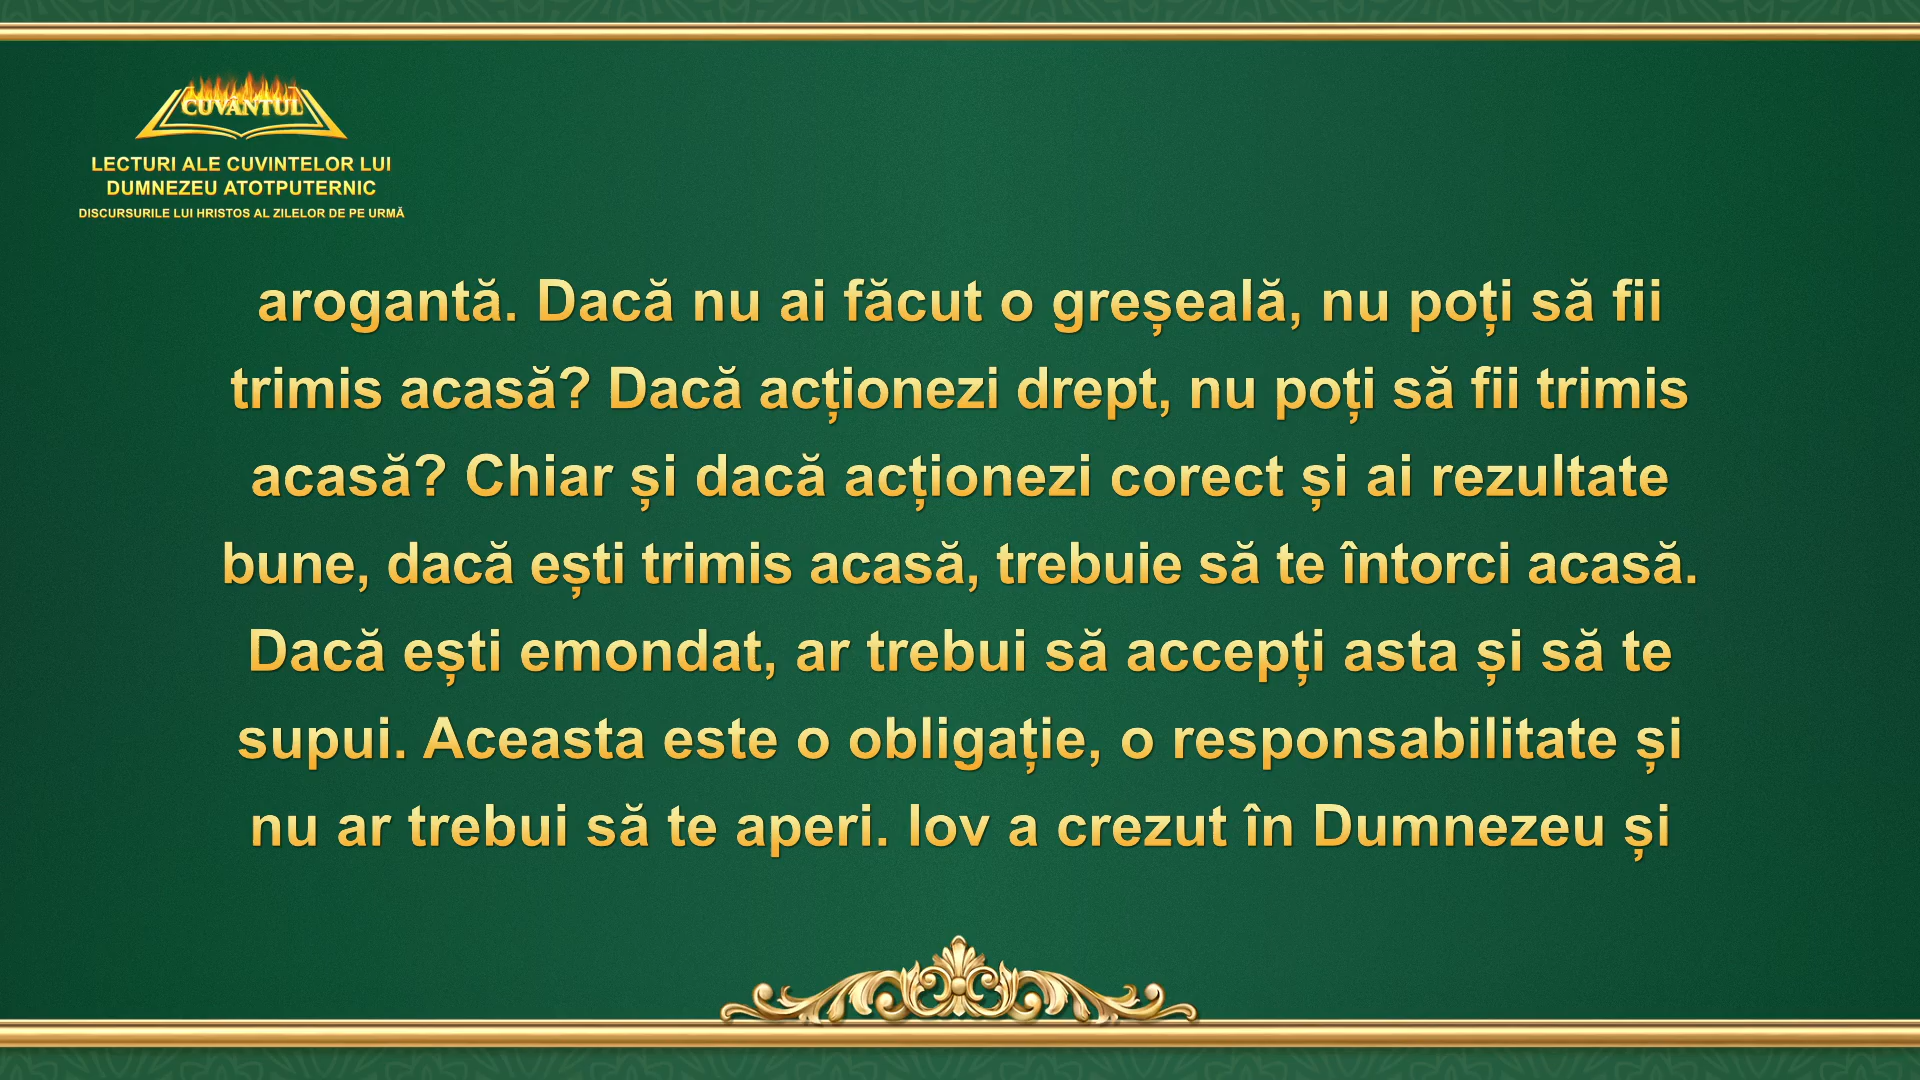 CUVÂNTUL
LECTURI ALE CUVINTELOR LUI
DUMNEZEU ATOTPUTERNIC
DISCURSURILE LUI HRISTOS AL ZILELOR DE PE URMĂ
arogantă. Dacă nu ai făcut o greșeală, nu poți să fii
trimis acasă? Dacă acționezi drept, nu poți să fii trimis
acasă? Chiar și dacă acționezi corect și ai rezultate
bune, dacă ești trimis acasă, trebuie să te întorci acasă.
Dacă ești emondat, ar trebui să accepți asta și să te
supui. Aceasta este o obligație, o responsabilitate și
nu ar trebui să te aperi. Iov a crezut în Dumnezeu și